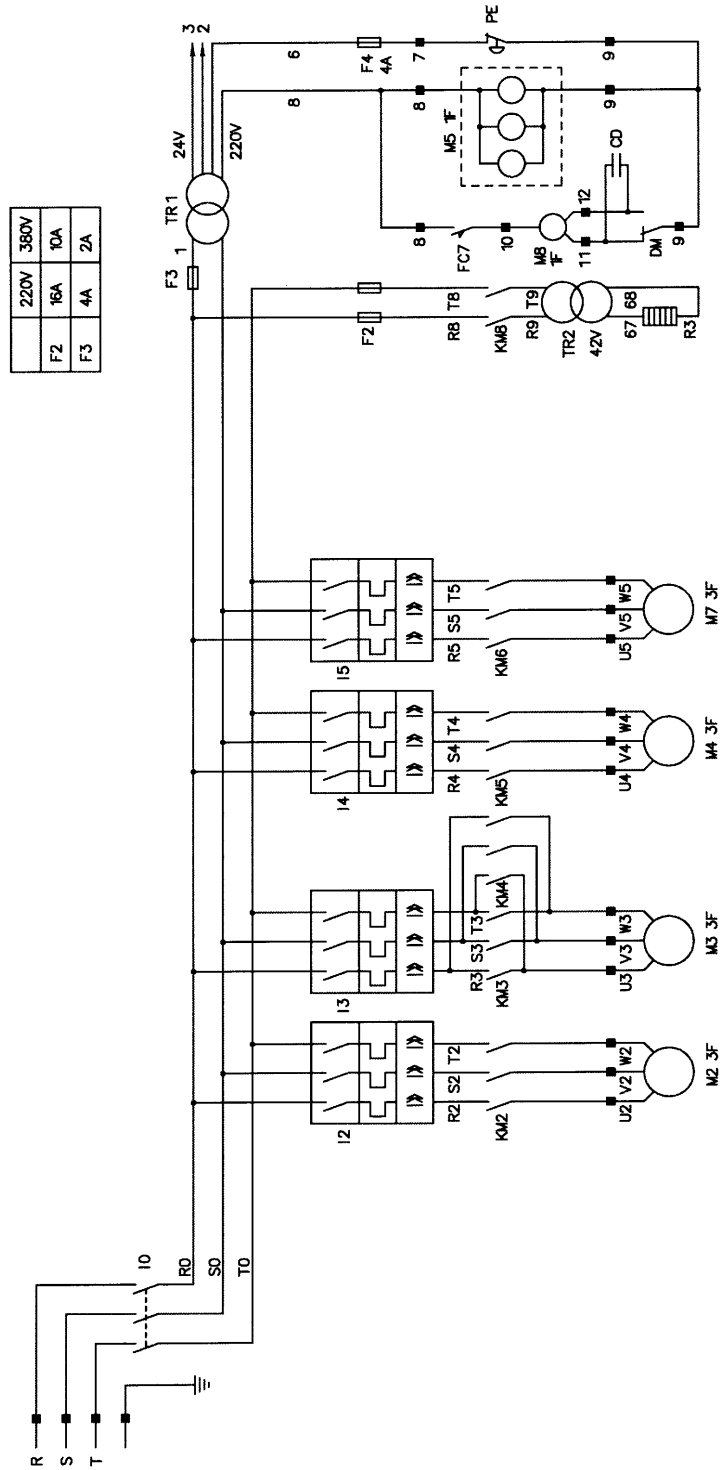 220V 380V
F2 16A 10A
F3 4A 2A
R
S
T
I0
R0
S0
T0
F3
1
TR1
24V
220V
3
2
6
8
F4
4A
7
PE
9
8
M5 1F
9
8
FC7
10
M8
1F
11
12
CD
DM
9
F2
R8
T8
KM8
R9
T9
TR2
42V
67
68
R3
I2
I≫ I≫ I≫
R2 S2 T2
KM2
U2 V2 W2
M2 3F
I3
I≫ I≫ I≫
R3 S3 T3
KM3
KM4
U3 V3 W3
M3 3F
I4
I≫ I≫ I≫
R4 S4 T4
KM5
U4 V4 W4
M4 3F
I5
I≫ I≫ I≫
R5 S5 T5
KM6
U5 V5 W5
M7 3F